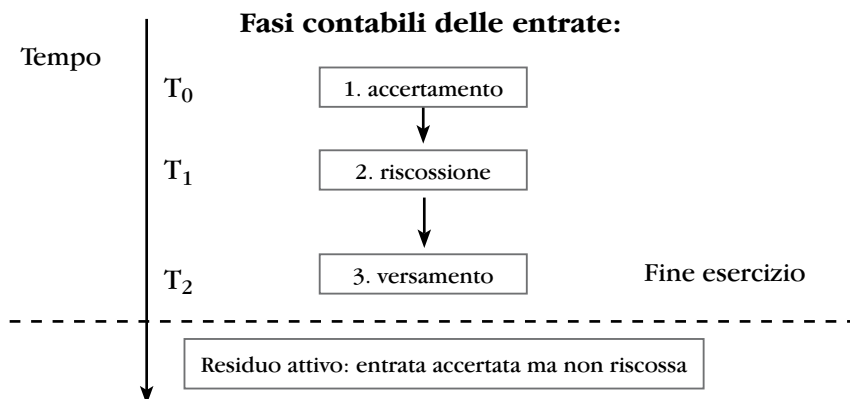 Fasi contabili delle entrate:
Tempo
T0
1. accertamento
T1
2. riscossione
T2
3. versamento
Fine esercizio
Residuo attivo: entrata accertata ma non riscossa